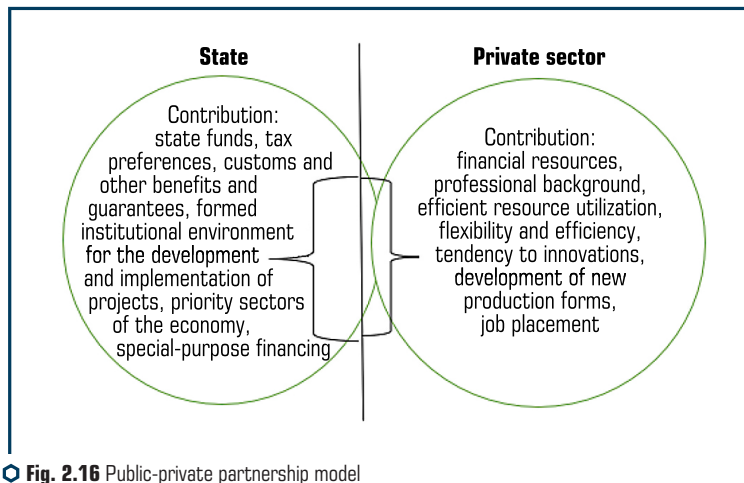 State
Contribution:
state funds, tax
preferences, customs and
other benefits and
guarantees, formed
institutional environment
for the development
and implementation of
projects, priority sectors
of the economy,
special-purpose financing
Private sector
Contribution:
financial resources,
professional background,
efficient resource utilization,
flexibility and efficiency,
tendency to innovations,
development of new
production forms,
job placement
Fig. 2.16 Public-private partnership model